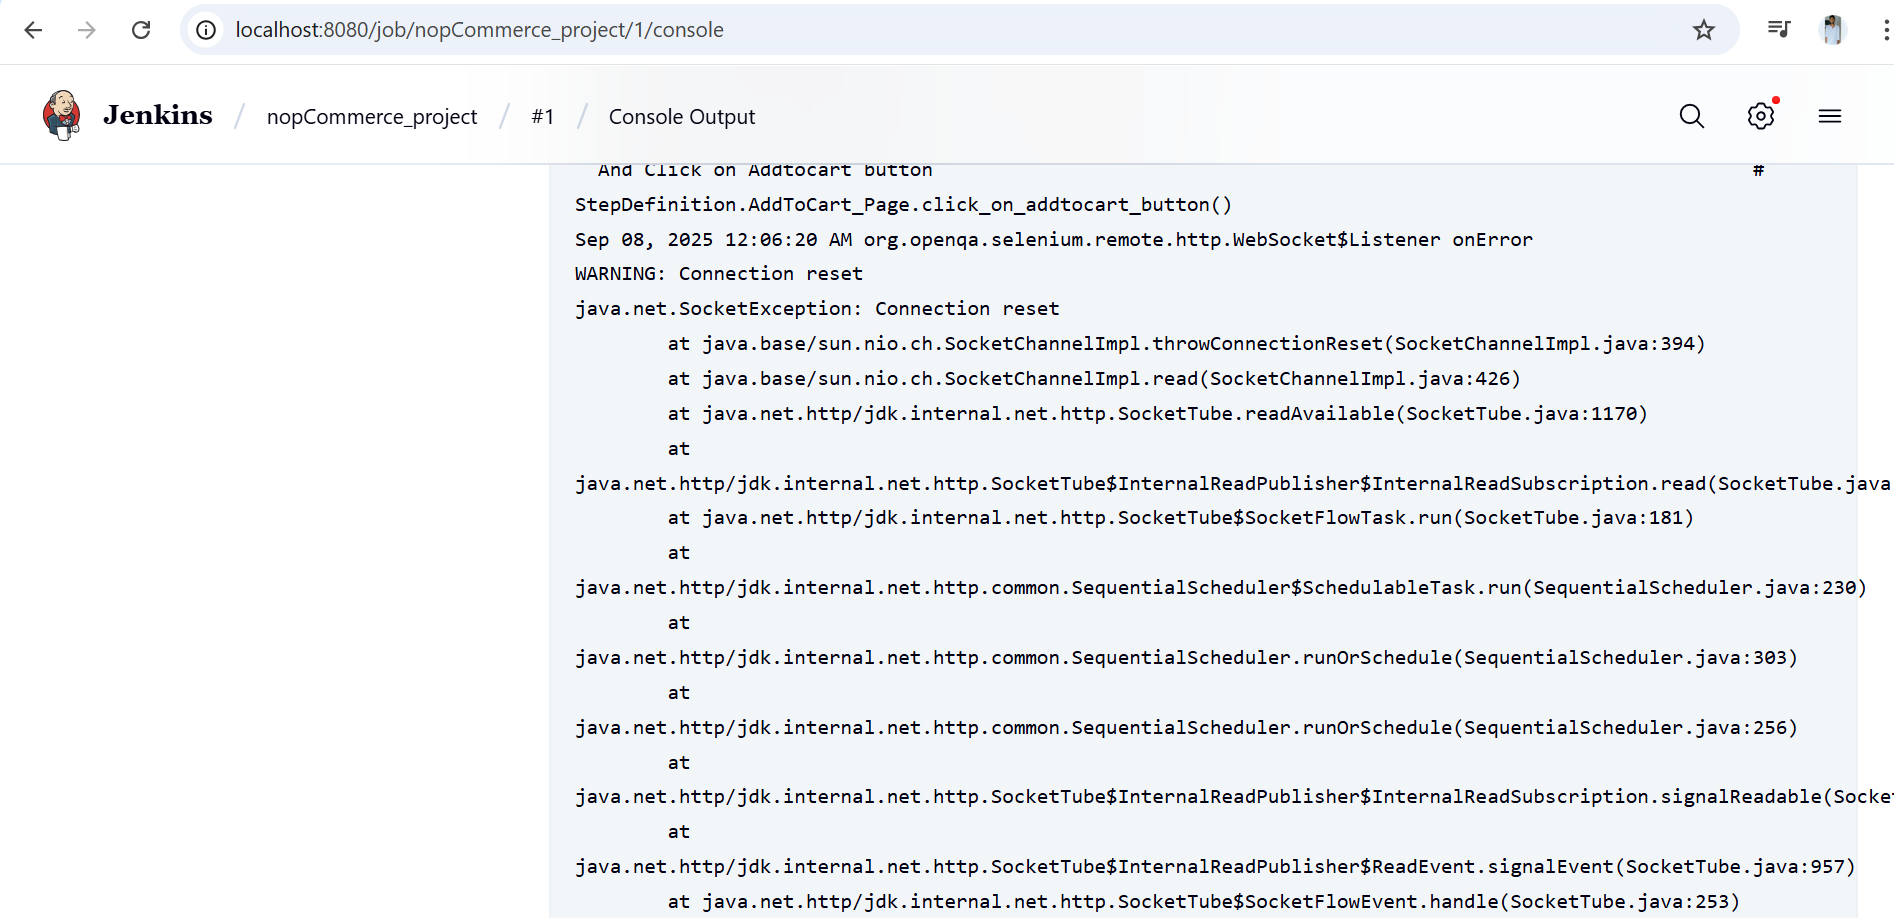 localhost:8080/job/nopCommerce_project/1/console
Jenkins / nopCommerce_project / #1 / Console Output
And Click on Addtocart button #
StepDefinition.AddToCart_Page.click_on_addtocart_button()
Sep 08, 2025 12:06:20 AM org.openqa.selenium.remote.http.WebSocket$Listener onError
WARNING: Connection reset
java.net.SocketException: Connection reset
at java.base/sun.nio.ch.SocketChannelImpl.throwConnectionReset(SocketChannelImpl.java:394)
at java.base/sun.nio.ch.SocketChannelImpl.read(SocketChannelImpl.java:426)
at java.net.http/jdk.internal.net.http.SocketTube.readAvailable(SocketTube.java:1170)
at
java.net.http/jdk.internal.net.http.SocketTube$InternalReadPublisher$InternalReadSubscription.read(SocketTube.java
at java.net.http/jdk.internal.net.http.SocketTube$SocketFlowTask.run(SocketTube.java:181)
at
java.net.http/jdk.internal.net.http.common.SequentialScheduler$SchedulableTask.run(SequentialScheduler.java:230)
at
java.net.http/jdk.internal.net.http.common.SequentialScheduler.runOrSchedule(SequentialScheduler.java:303)
at
java.net.http/jdk.internal.net.http.common.SequentialScheduler.runOrSchedule(SequentialScheduler.java:256)
at
java.net.http/jdk.internal.net.http.SocketTube$InternalReadPublisher$InternalReadSubscription.signalReadable(Socke
at
java.net.http/jdk.internal.net.http.SocketTube$InternalReadPublisher$ReadEvent.signalEvent(SocketTube.java:957)
at java.net.http/jdk.internal.net.http.SocketTube$SocketFlowEvent.handle(SocketTube.java:253)